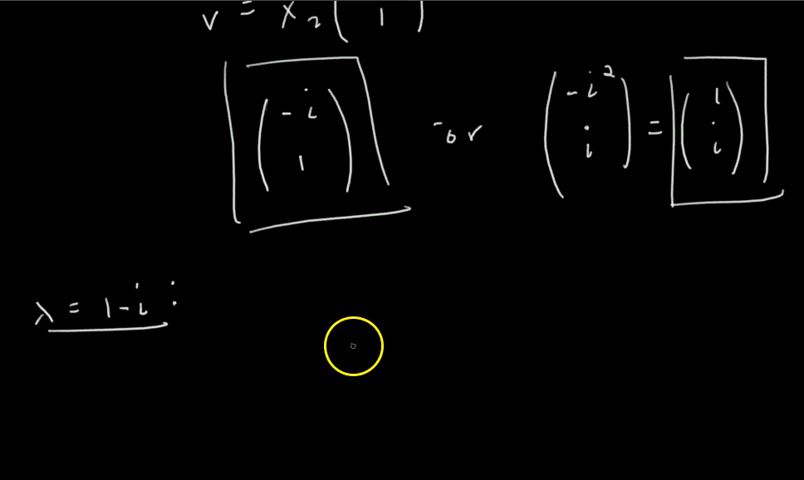 v = x₂ ( 1 )
( -i 1 ) or ( -i² i ) = ( 1 i )
λ = 1 - i :